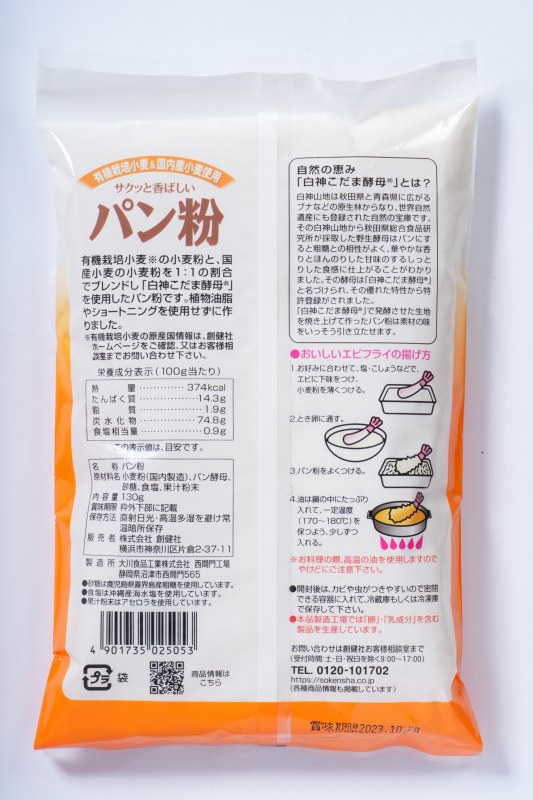 有機栽培小麦&国内産小麦使用
サクッと香ばしい
パン粉
有機栽培小麦※の小麦粉と、国
産小麦の小麦粉を1:1の割合
でブレンドし「白神こだま酵母®」
を使用したパン粉です。植物油脂
やショートニングを使用せずに作
りました。
※有機栽培小麦の原産国情報は、創健社
ホームページをご確認、又はお客様相
談室までお問い合わせ下さい。
栄養成分表示(100g当たり)
熱量 374kcal
たんぱく質 14.3g
脂質 1.9g
炭水化物 74.8g
食塩相当量 0.9g
この表示値は、目安です。
名称 パン粉
原材料名 小麦粉(国内製造)、パン酵母、
砂糖、食塩、果汁粉末
内容量 130g
賞味期限 枠外下部に記載
保存方法 直射日光・高温多湿を避け常
温暗所保存
販売者 株式会社 創健社
横浜市神奈川区片倉2-37-11
製造所 大川食品工業株式会社 西間門工場
静岡県沼津市西間門565
●砂糖は鹿児島県喜界島産粗糖を使用しています。
●食塩は沖縄産海水塩を使用しています。
●果汁粉末はアセロラを使用しています。
4 901735 025053
プラ 袋
商品情報は
こちら
自然の恵み
「白神こだま酵母®」とは?
白神山地は秋田県と青森県に広がる
ブナなどの原生林からなり、世界自然
遺産にも登録された自然の宝庫です。
その白神山地から秋田県総合食品研
究所が採取した野生酵母はパンにす
ると粗糖との相性がよく、華やかな香
りとほんのりした甘味のするしっと
りした食感に仕上がることがわかり
ました。その酵母は「白神こだま酵母」
と名づけられ、その優れた特性から特
許登録がされました。
「白神こだま酵母」で発酵させた生地
を焼き上げて作ったパン粉は素材の味
をいっそう引き立たせます。
●おいしいエビフライの揚げ方
1.お好みに合わせて、塩・こしょうなどで、
エビに下味をつけ、
小麦粉を薄くつける。
2.とき卵に通す。
3.パン粉をよくつける。
4.油は鍋の中にたっぷり
入れて、一定温度
(170〜180℃)を
保つよう、少しずつ
入れる。
※お料理の際、高温の油を使用しますので
やけどにご注意下さい。
●開封後は、カビや虫がつきやすいので密閉
できる容器に入れて、冷蔵庫もしくは冷凍庫
で保存して下さい。
●本品製造工場では「卵」・「乳成分」を含む
製品を生産しています。
お問い合わせは創健社お客様相談室まで
(受付時間:土・日・祝日を除く9:00〜17:00)
TEL 0120-101702
https://sokensha.co.jp
(各種商品情報も掲載しています)
賞味期限 2023.10